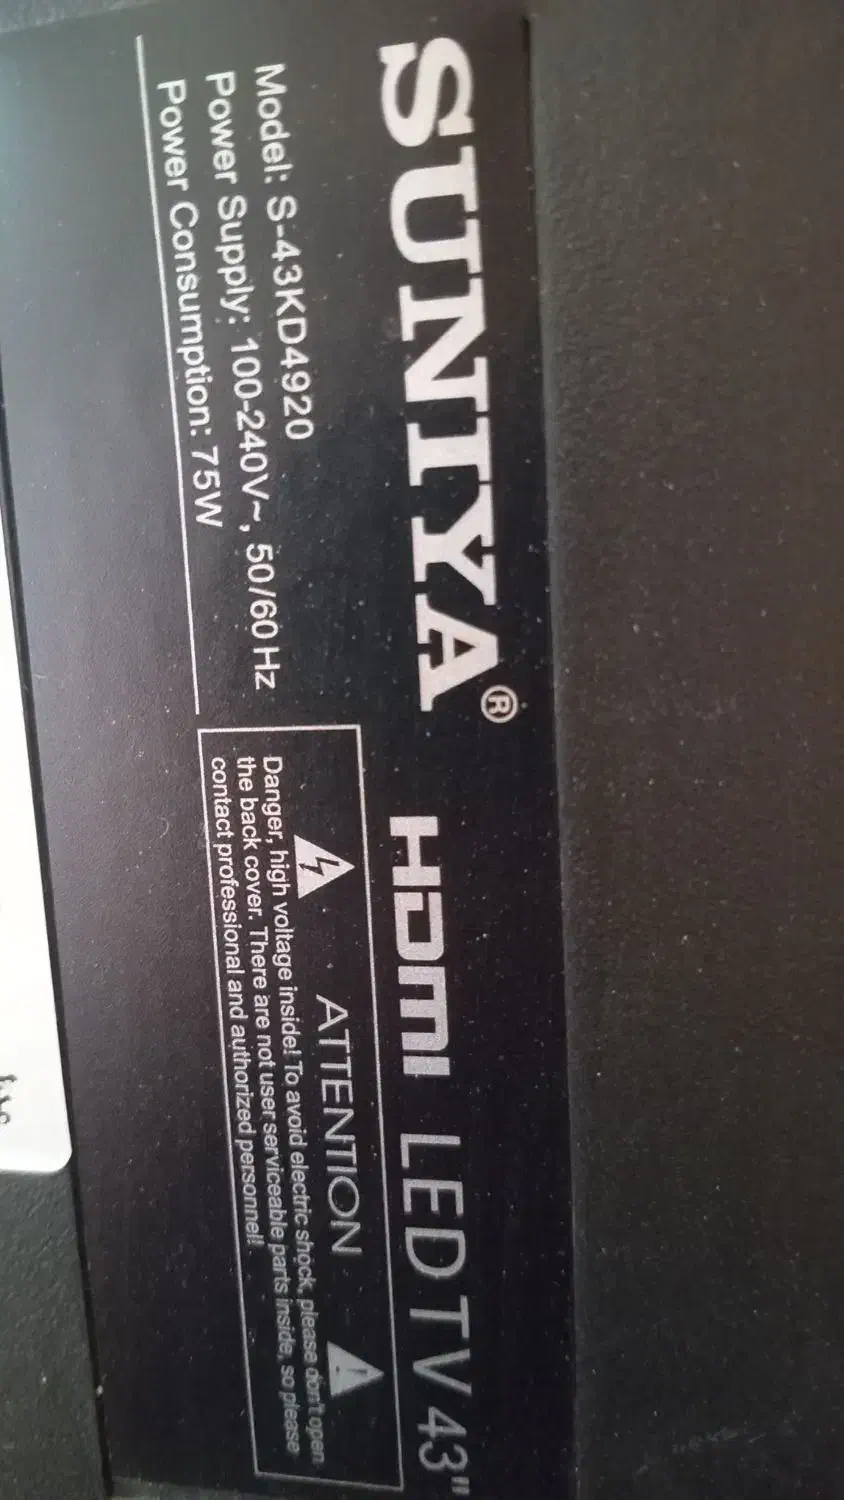 SUNIYA® HDMI LED TV 43"
Model: S-43KD4920
Power Supply: 100-240V~, 50/60Hz
Power Consumption: 75W
ATTENTION
Danger, high voltage inside! To avoid electric shock, please don't open
the back cover. There are not user serviceable parts inside, so please
contact professional and authorized personnel!